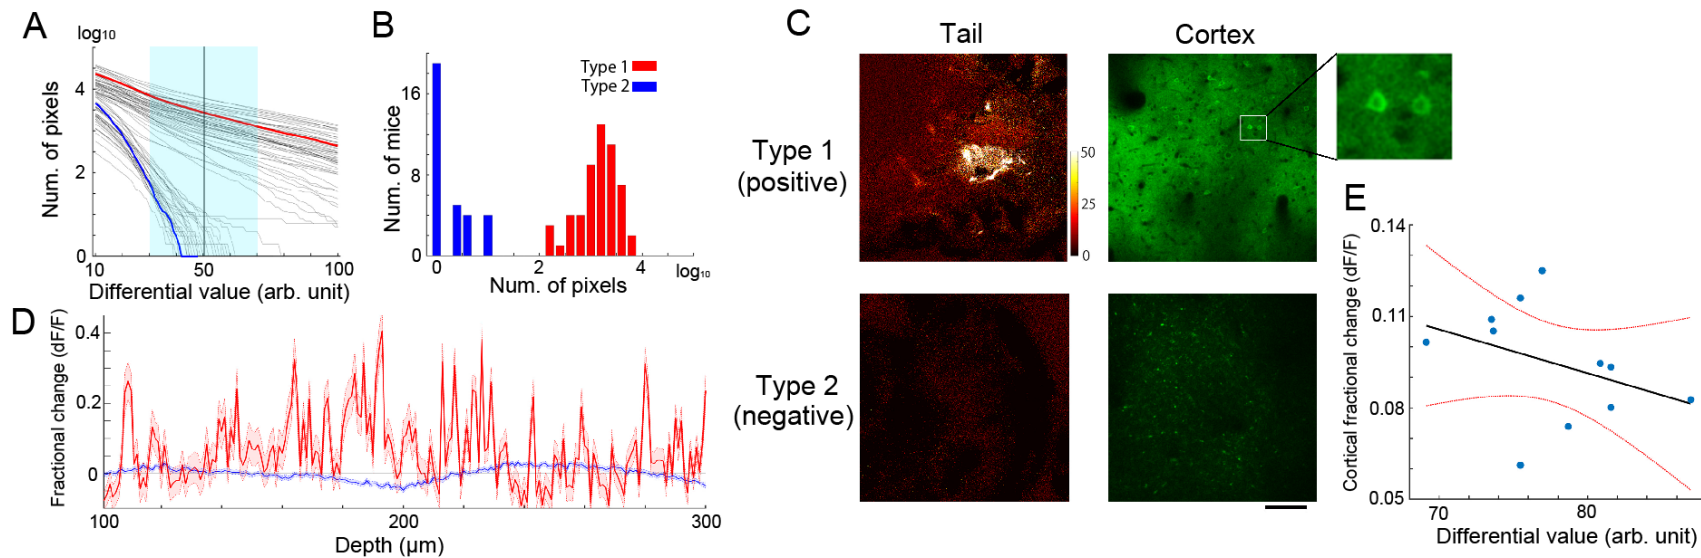 A
log₁₀
Num. of pixels
4
2
0
10
50
100
Differential value (arb. unit)
B
Type 1
Type 2
Num. of mice
16
8
0
0
2
4
log₁₀
Num. of pixels
C
Tail
Cortex
Type 1
(positive)
50
25
0
Type 2
(negative)
D
Fractional change (dF/F)
0.4
0.2
0
100
200
300
Depth (μm)
E
Cortical fractional change (dF/F)
0.14
0.11
0.08
0.05
70
80
Differential value (arb. unit)